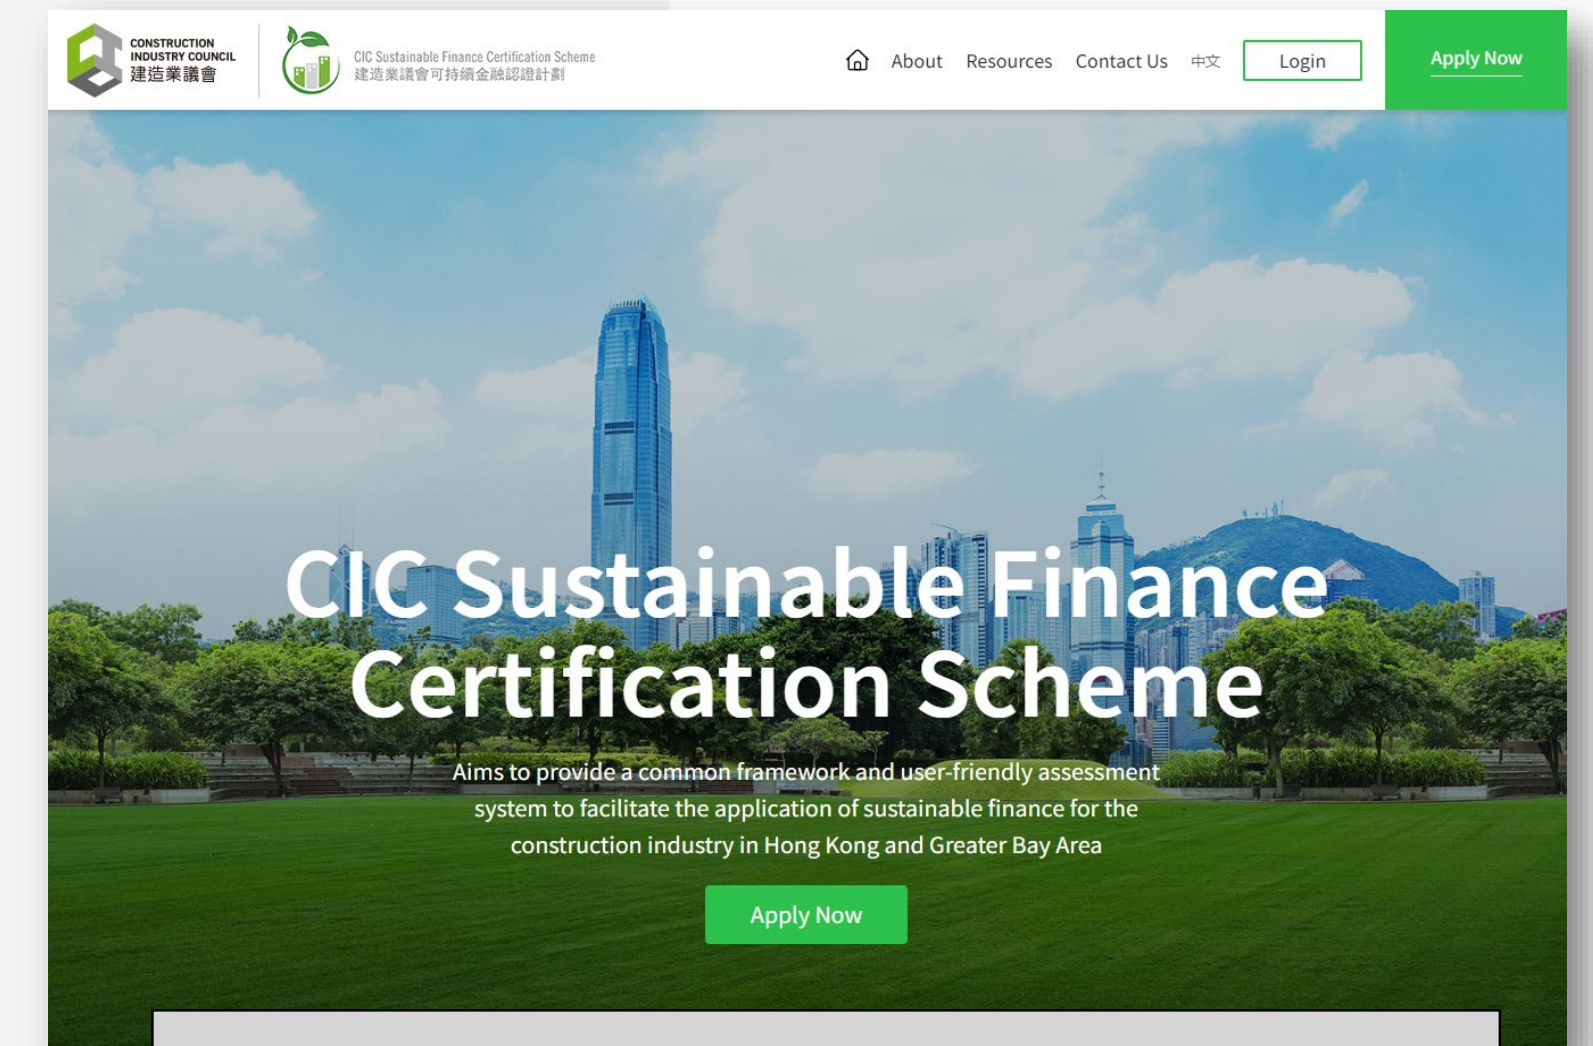 CONSTRUCTION
INDUSTRY COUNCIL
建造業議會
CIC Sustainable Finance Certification Scheme
建造業議會可持續金融認證計劃
About Resources Contact Us 中文 Login Apply Now
CIC Sustainable Finance
Certification Scheme
Aims to provide a common framework and user-friendly assessment
system to facilitate the application of sustainable finance for the
construction industry in Hong Kong and Greater Bay Area
Apply Now